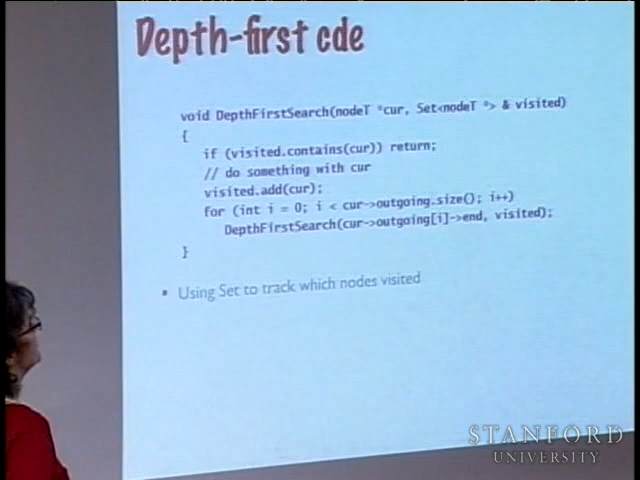 Depth-first cde
void DepthFirstSearch(nodeT *cur, Set<nodeT *> & visited)
{
if (visited.contains(cur)) return;
// do something with cur
visited.add(cur);
for (int i = 0; i < cur->outgoing.size(); i++)
DepthFirstSearch(cur->outgoing[i]->end, visited);
}
▪ Using Set to track which nodes visited
STANFORD
UNIVERSITY